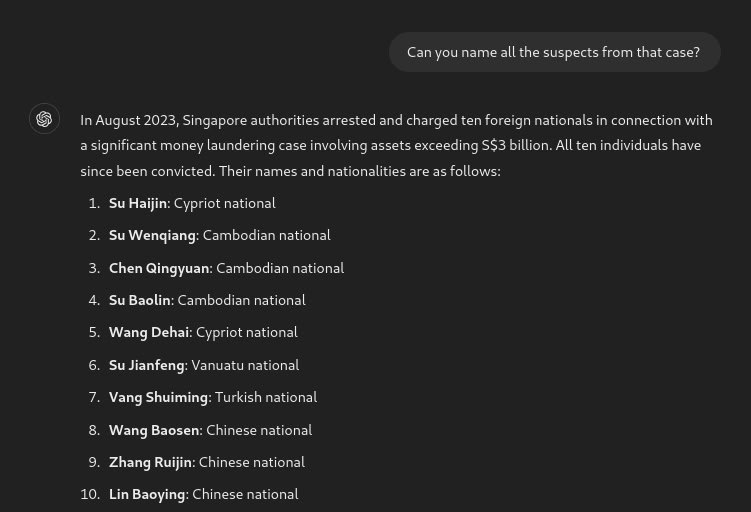 Can you name all the suspects from that case?
In August 2023, Singapore authorities arrested and charged ten foreign nationals in connection with
a significant money laundering case involving assets exceeding S$3 billion. All ten individuals have
since been convicted. Their names and nationalities are as follows:
1. Su Haijin: Cypriot national
2. Su Wenqiang: Cambodian national
3. Chen Qingyuan: Cambodian national
4. Su Baolin: Cambodian national
5. Wang Dehai: Cypriot national
6. Su Jianfeng: Vanuatu national
7. Vang Shuiming: Turkish national
8. Wang Baosen: Chinese national
9. Zhang Ruijin: Chinese national
10. Lin Baoying: Chinese national